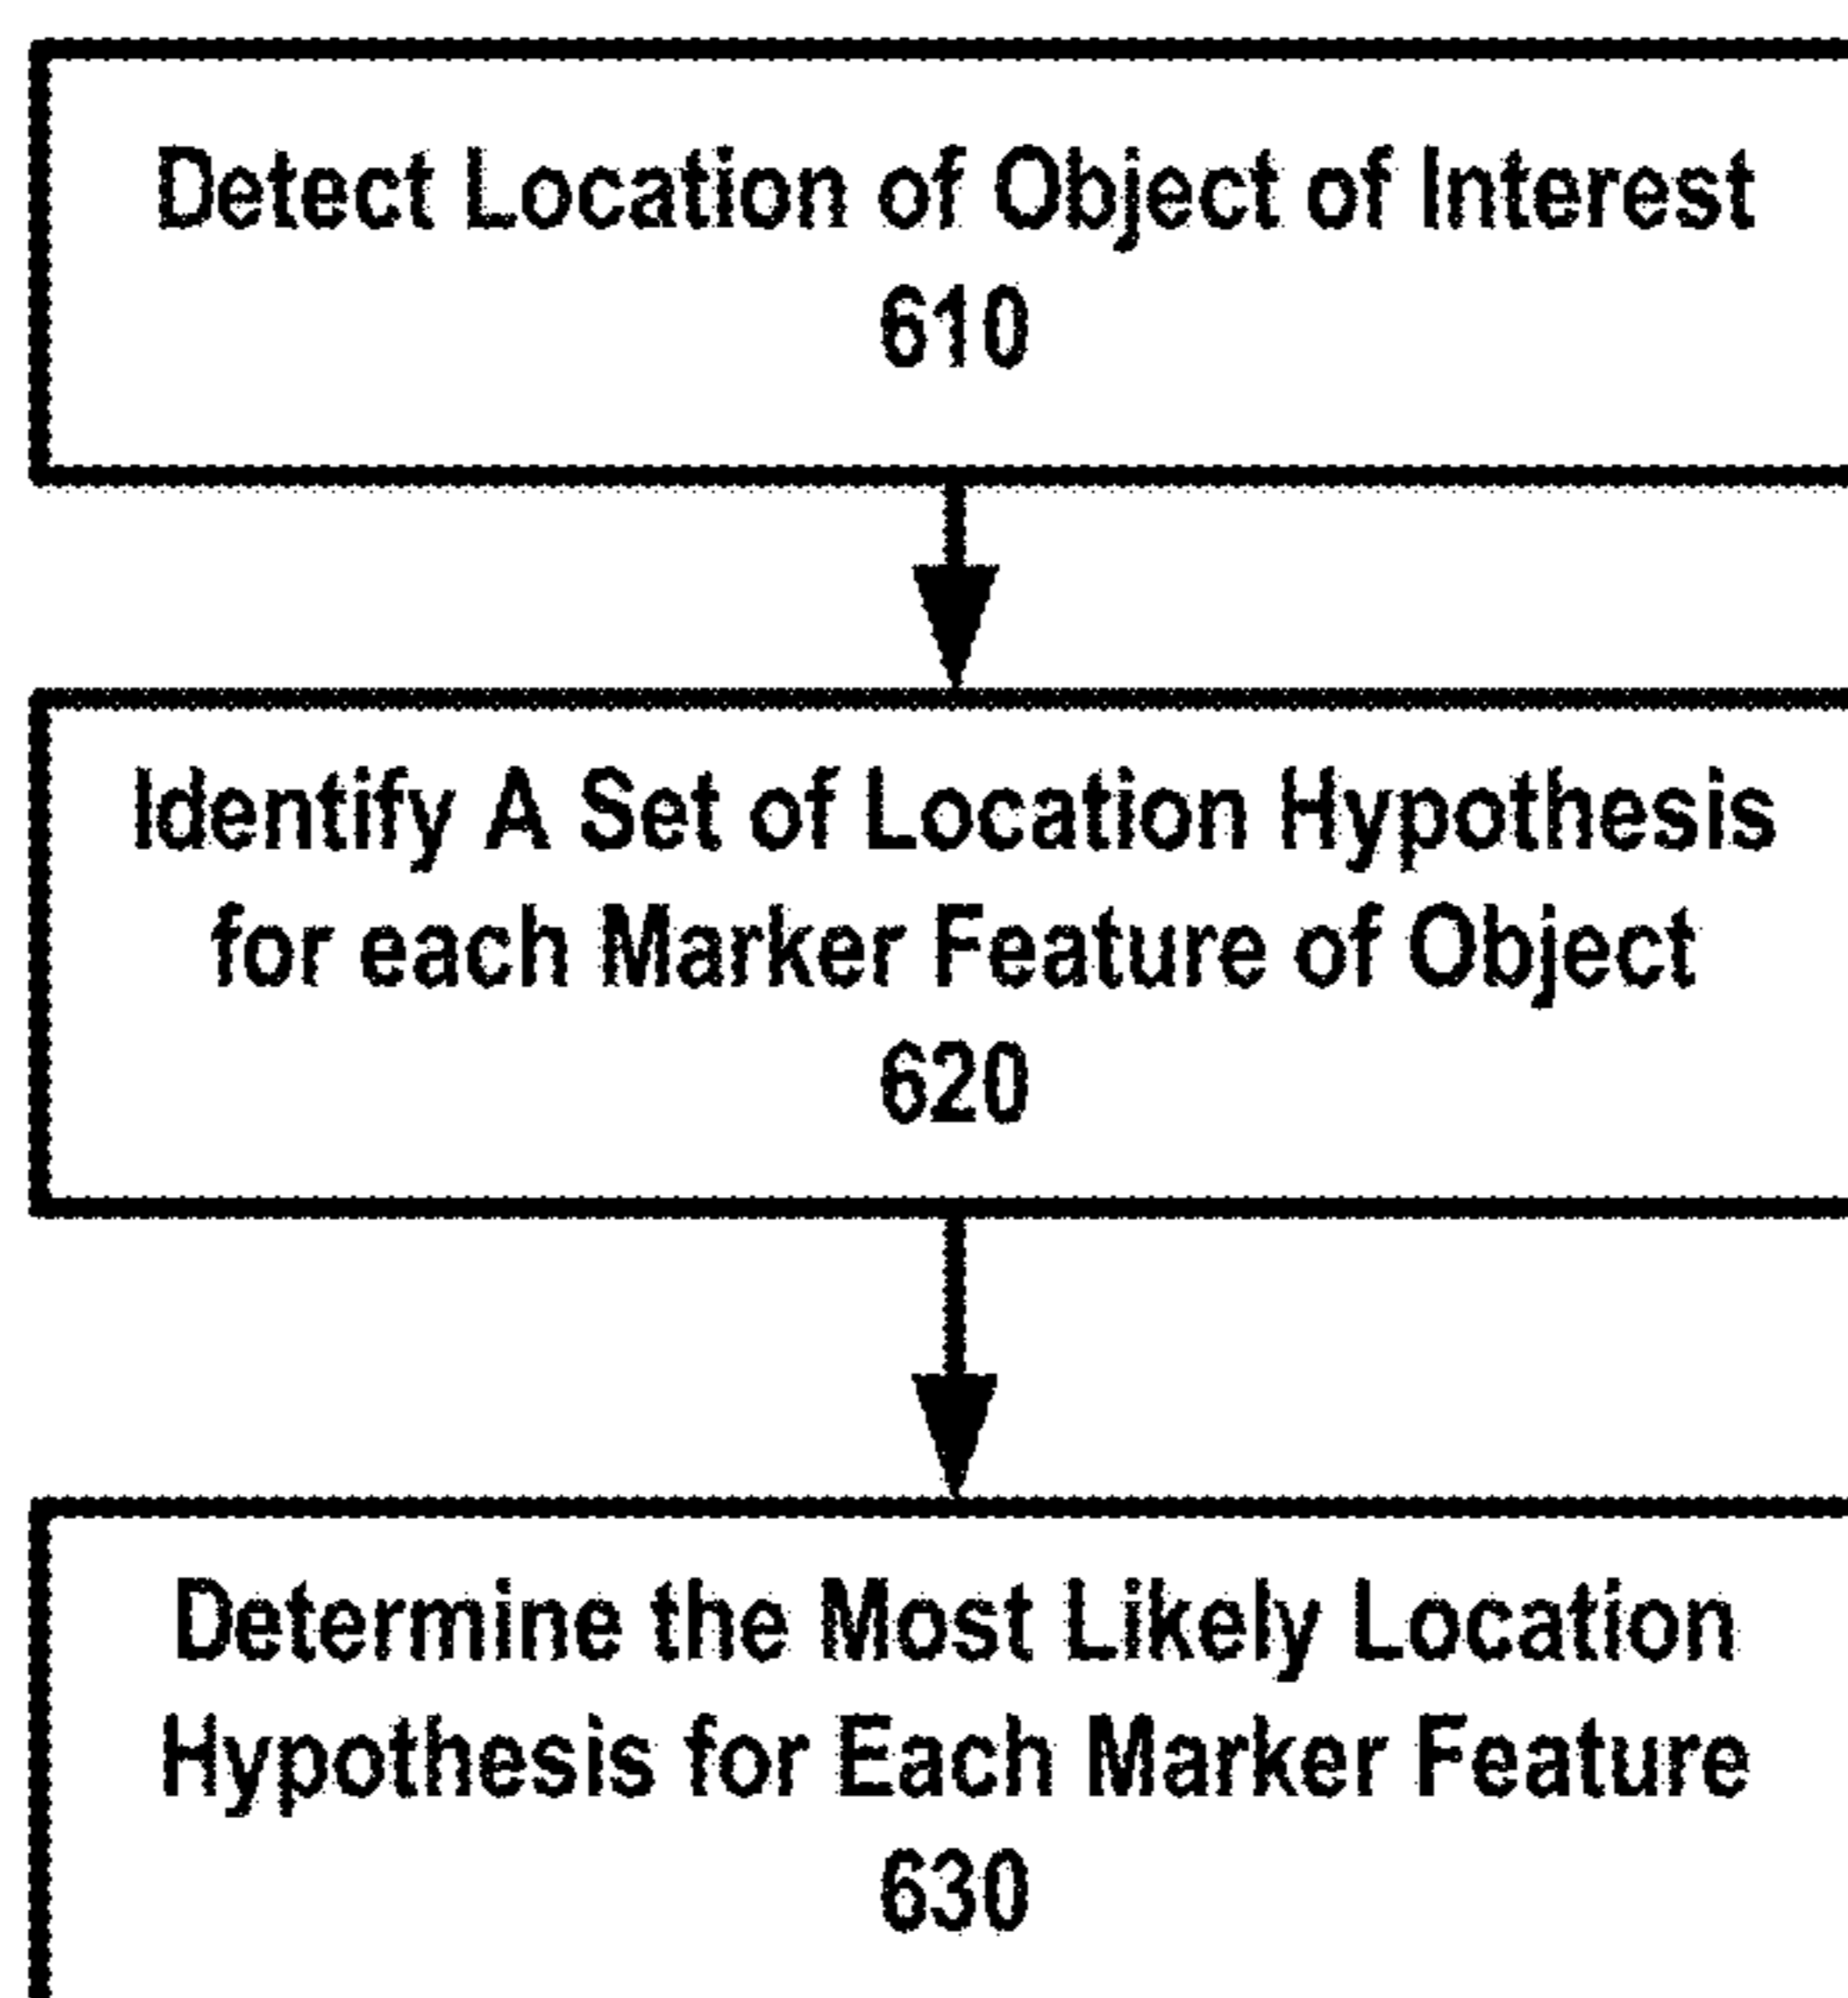 Detect Location of Object of Interest
610
Identify A Set of Location Hypothesis
for each Marker Feature of Object
620
Determine the Most Likely Location
Hypothesis for Each Marker Feature
630